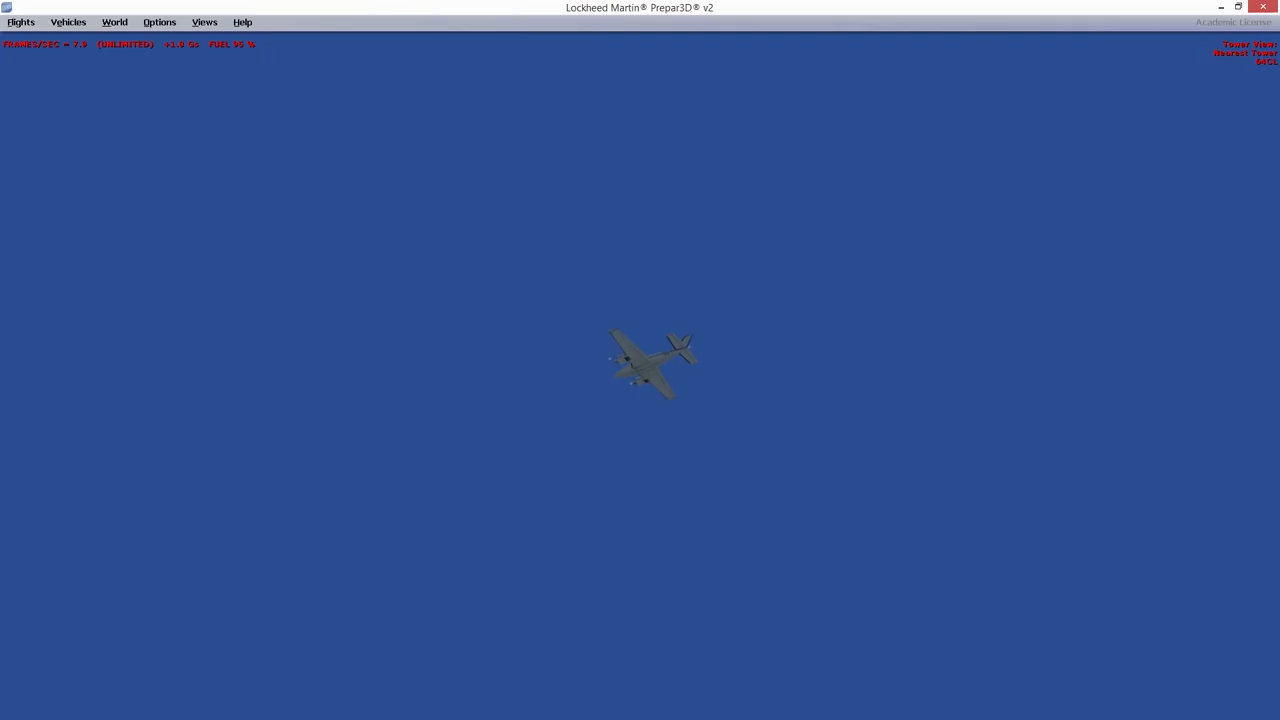 Lockheed Martin® Prepar3D® v2
Flights Vehicles World Options Views Help Academic License
FRAMES/SEC = 7.9 (UNLIMITED) +1.0 Gs FUEL 95 %
Tower View:
Nearest Tower
64CL